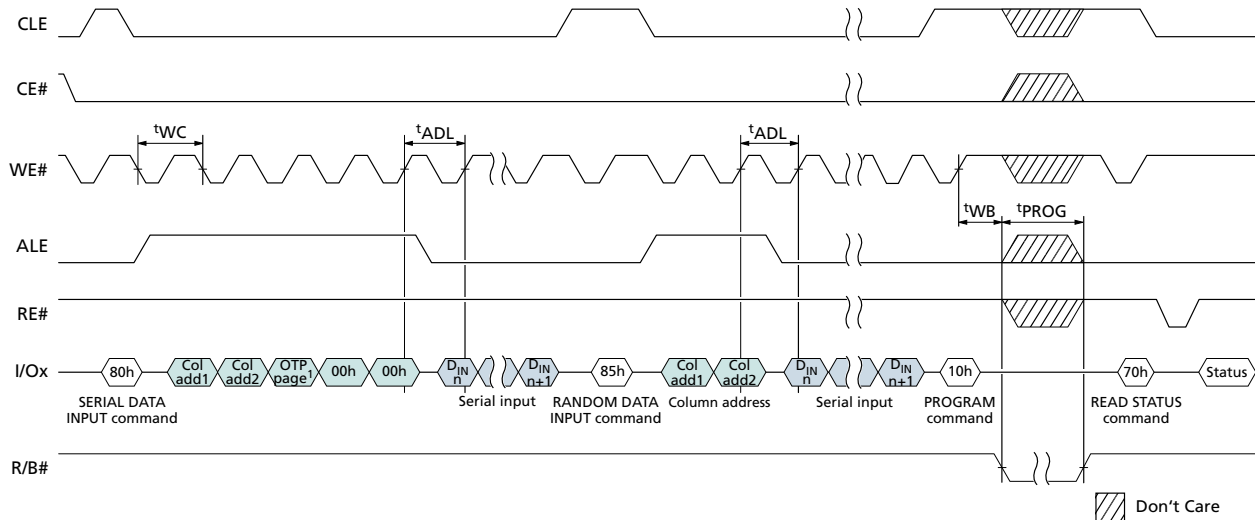 CLE
CE#
tWC
tADL
tADL
WE#
tWB
tPROG
ALE
RE#
I/Ox
80h
Col
add1
Col
add2
OTP
page1
00h
00h
DIN
n
DIN
n+1
85h
Col
add1
Col
add2
DIN
n
DIN
n+1
10h
70h
Status
SERIAL DATA
INPUT command
Serial input
RANDOM DATA
INPUT command
Column address
Serial input
PROGRAM
command
READ STATUS
command
R/B#
Don't Care